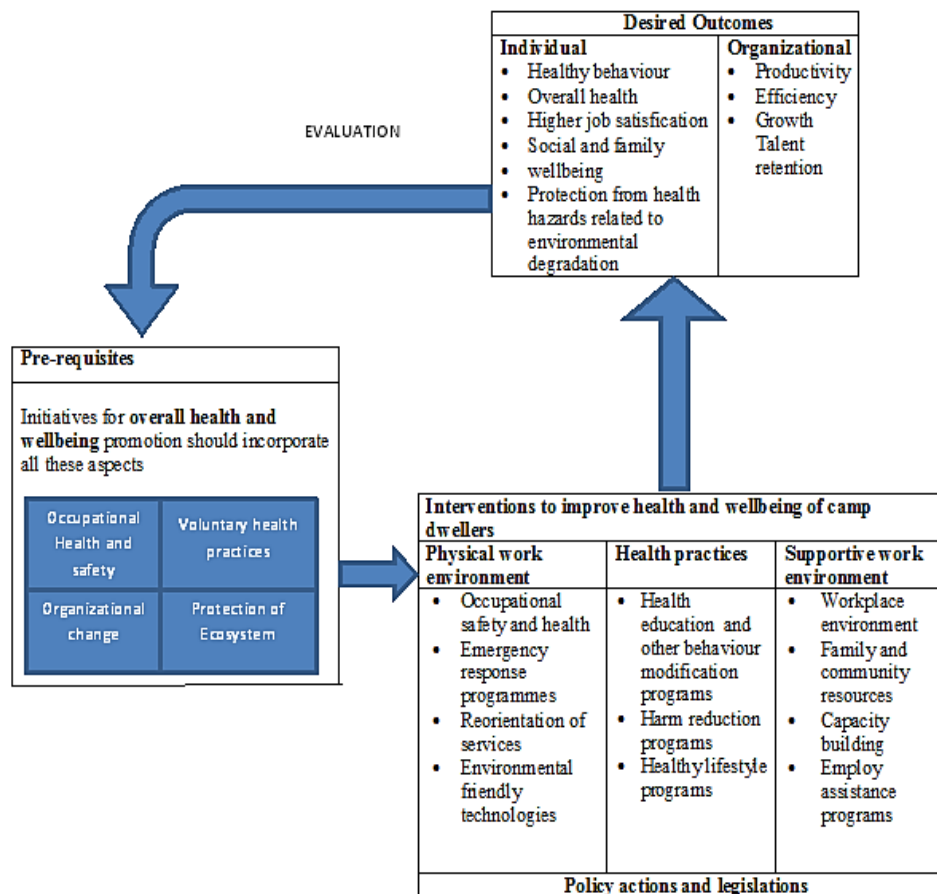 Desired Outcomes
Individual
• Healthy behaviour
• Overall health
• Higher job satisfication
• Social and family
• wellbeing
• Protection from health
hazards related to
environmental
degradation
Organizational
• Productivity
• Efficiency
• Growth
Talent
retention
EVALUATION
Pre-requisites
Initiatives for overall health and
wellbeing promotion should incorporate
all these aspects
Occupational
Health and
safety
Voluntary health
practices
Organizational
change
Protection of
Ecosystem
Interventions to improve health and wellbeing of camp
dwellers
Physical work
environment
• Occupational
safety and health
• Emergency
response
programmes
• Reorientation of
services
• Environmental
friendly
technologies
Health practices
• Health
education and
other behaviour
modification
programs
• Harm reduction
programs
• Healthy lifestyle
programs
Supportive work
environment
• Workplace
environment
• Family and
community
resources
• Capacity
building
• Employ
assistance
programs
Policy actions and legislations